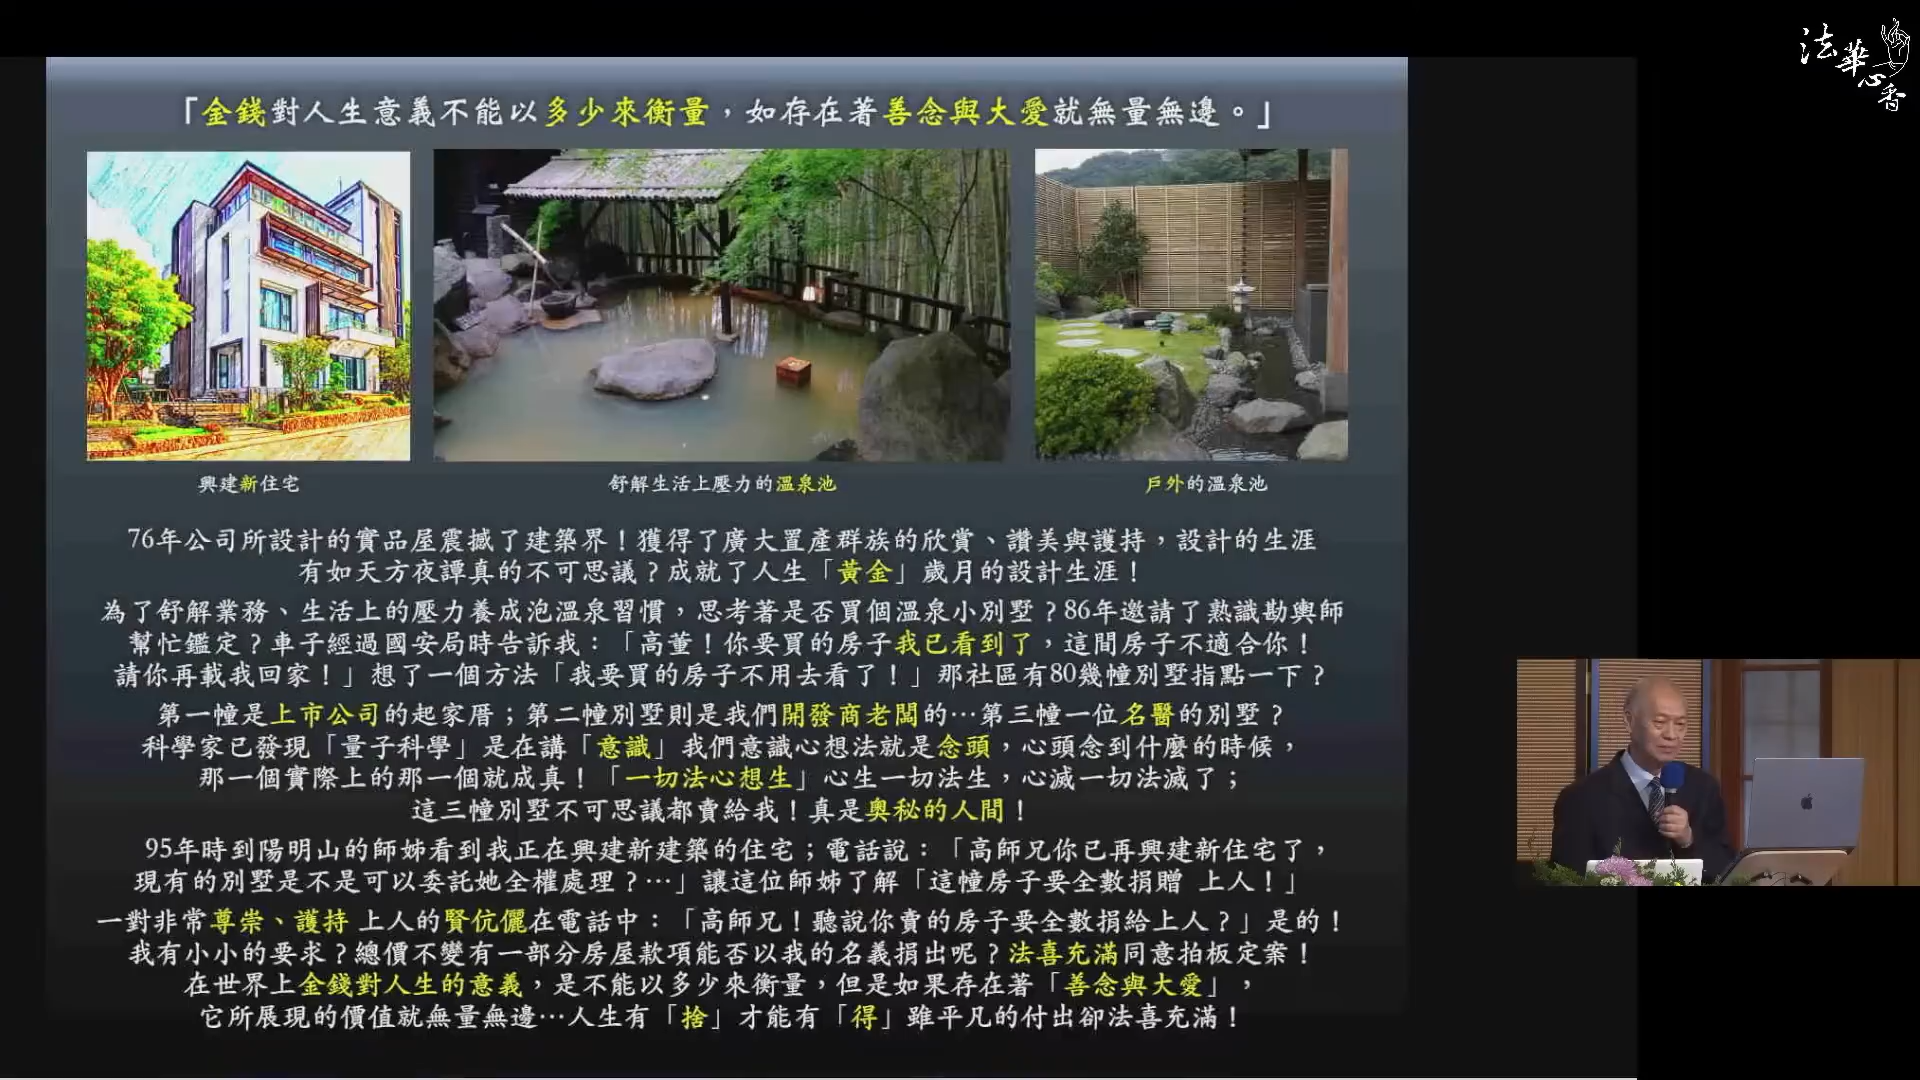 法華心香
「金錢對人生意義不能以多少來衡量，如存在著善念與大愛就無量無邊。」
興建新住宅
舒解生活上壓力的溫泉池
戶外的溫泉池
76年公司所設計的實品屋震撼了建築界！獲得了廣大置產群族的欣賞、讚美與護持，設計的生涯
有如天方夜譚真的不可思議？成就了人生「黃金」歲月的設計生涯！
為了舒解業務、生活上的壓力養成泡溫泉習慣，思考著是否買個溫泉小別墅？86年邀請了熟識勘輿師
幫忙鑑定？車子經過國安局時告訴我：「高董！你要買的房子我已看到了，這間房子不適合你！
請你再載我回家！」想了一個方法「我要買的房子不用去看了！」那社區有80幾幢別墅指點一下？
第一幢是上市公司的起家厝；第二幢別墅則是我們開發商老闆的…第三幢一位名醫的別墅？
科學家已發現「量子科學」是在講「意識」我們意識心想法就是念頭，心頭念到什麼的時候，
那一個實際上的那一個就成真！「一切法心想生」心生一切法生，心滅一切法滅了；
這三幢別墅不可思議都賣給我！真是奧秘的人間！
95年時到陽明山的師姊看到我正在興建新建築的住宅；電話說：「高師兄你已再興建新住宅了，
現有的別墅是不是可以委託她全權處理？…」讓這位師姊了解「這幢房子要全數捐贈 上人！」
一對非常尊崇、護持 上人的賢伉儷在電話中：「高師兄！聽說你賣的房子要全數捐給上人？」是的！
我有小小的要求？總價不變有一部分房屋款項能否以我的名義捐出呢？法喜充滿同意拍板定案！
在世界上金錢對人生的意義，是不能以多少來衡量，但是如果存在著「善念與大愛」，
它所展現的價值就無量無邊…人生有「捨」才能有「得」雖平凡的付出卻法喜充滿！